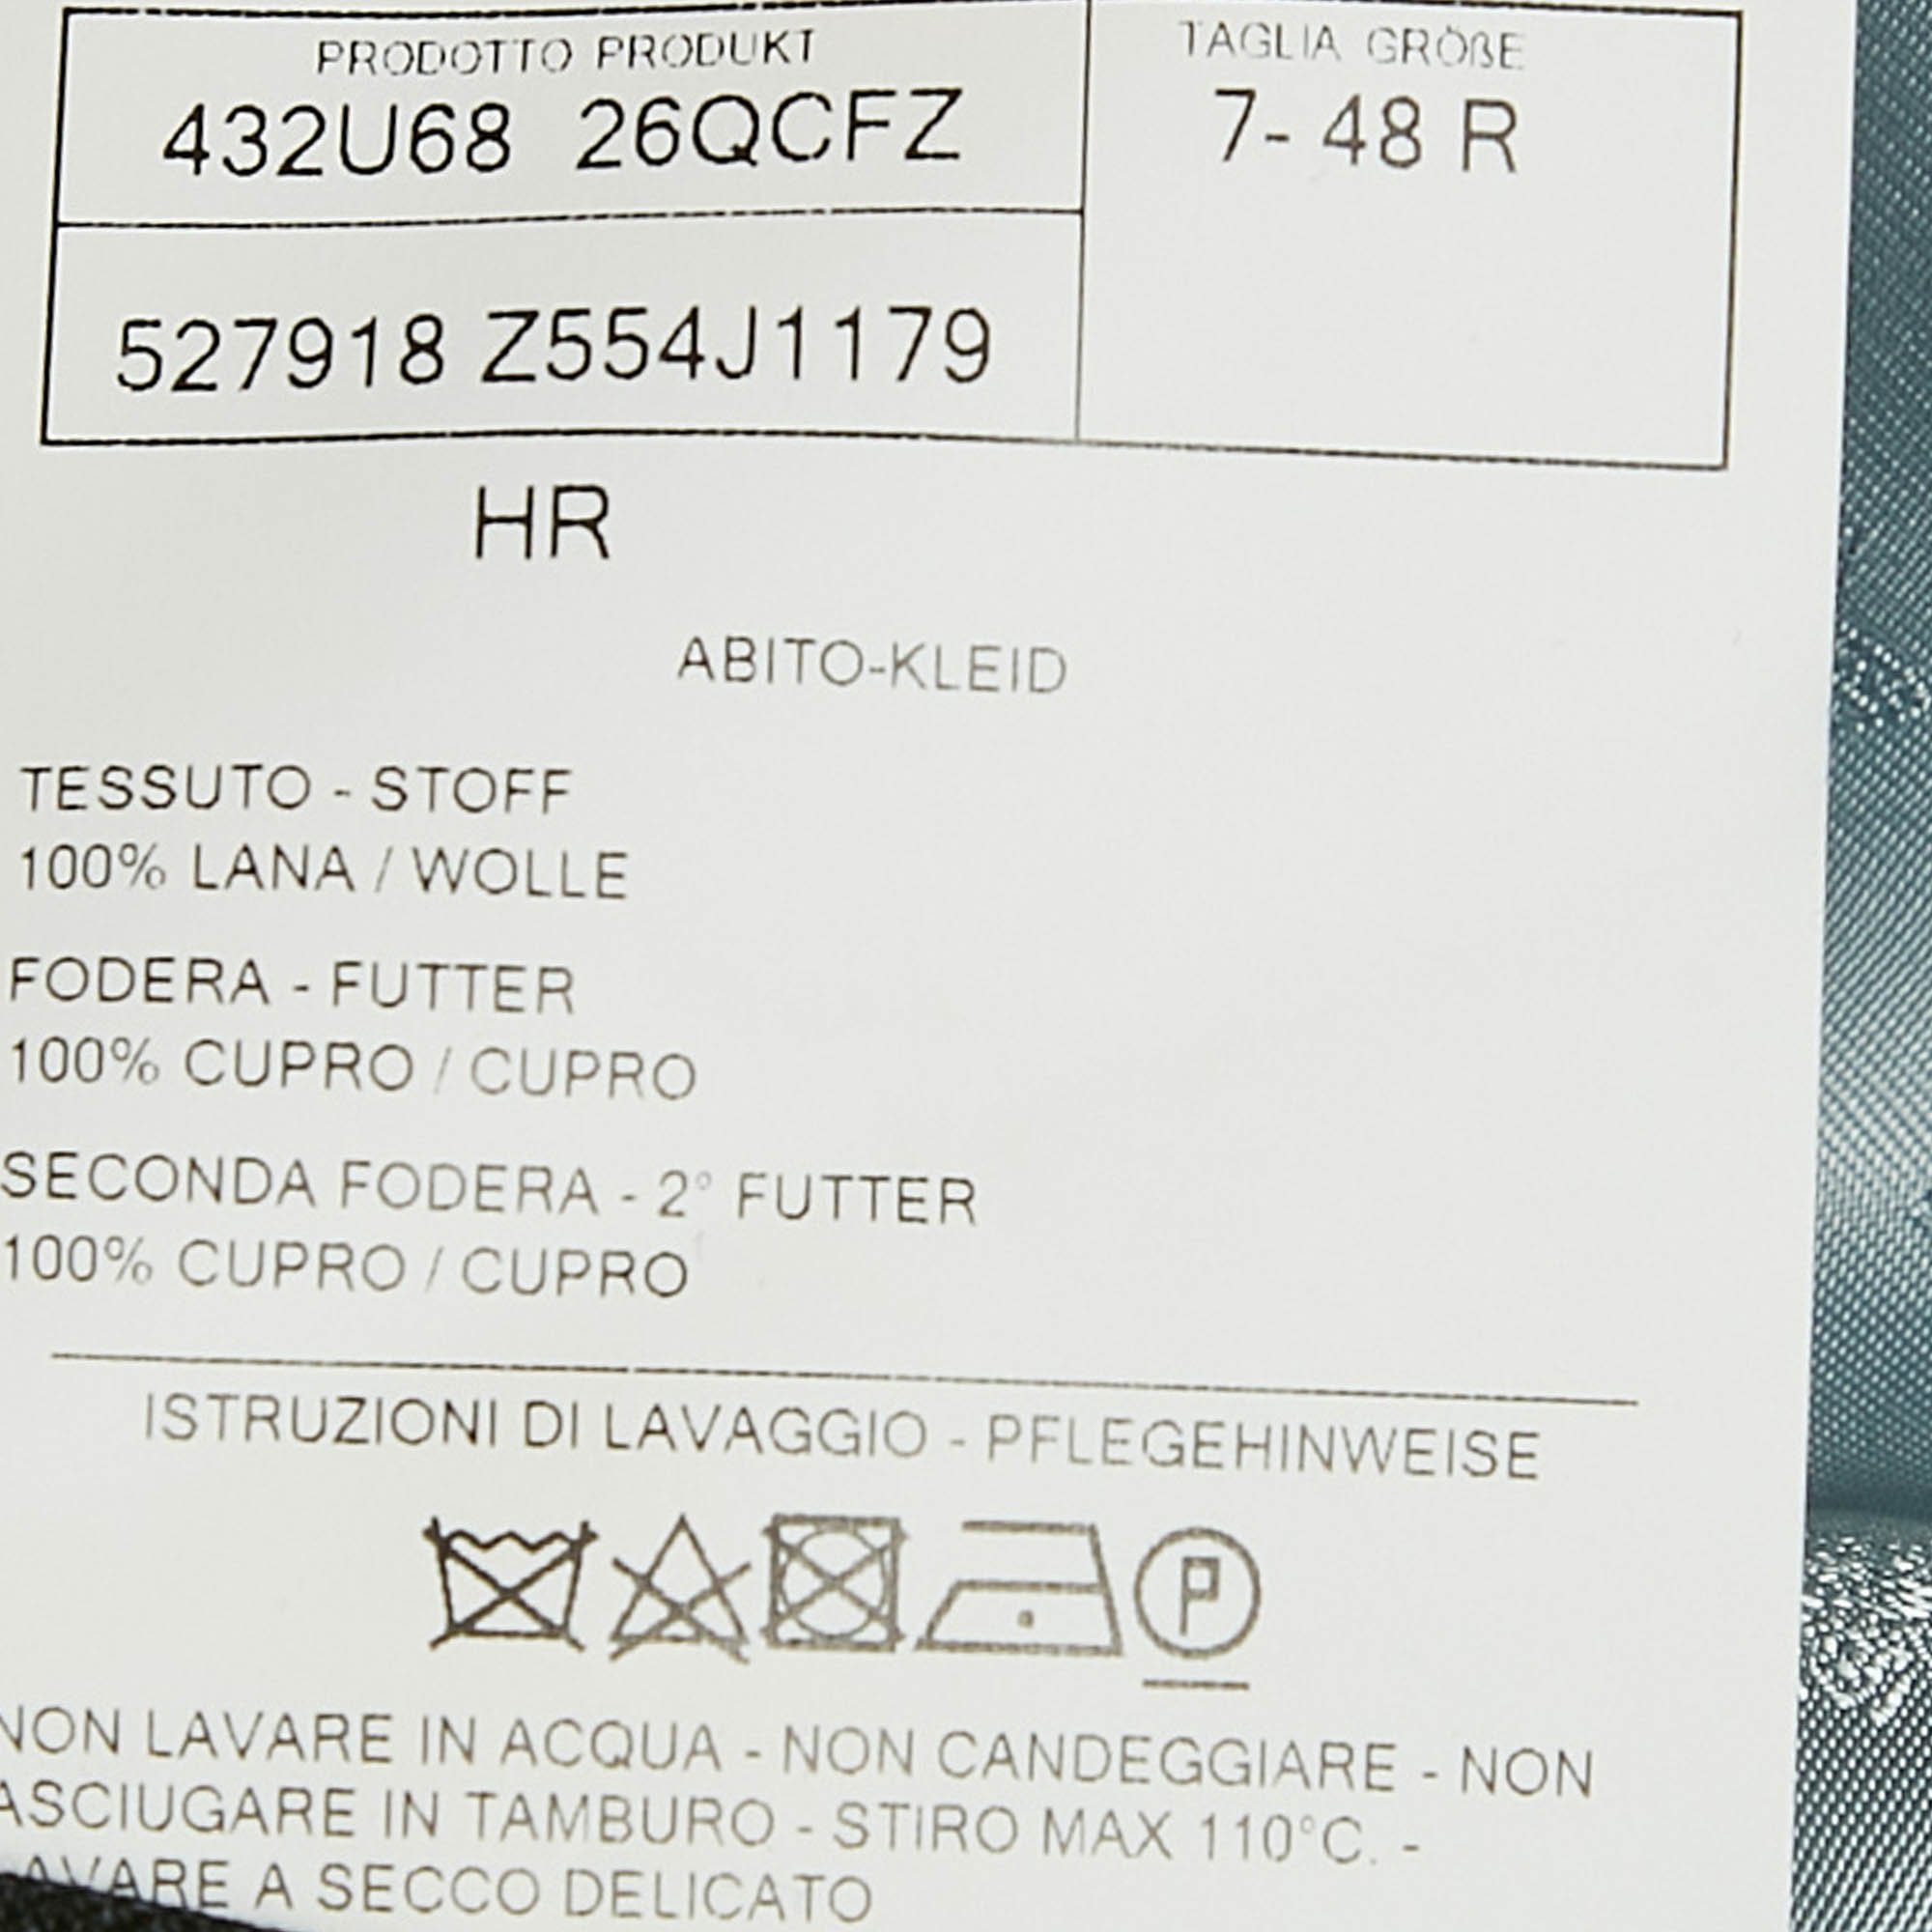 PRODOTTO PRODUKT
432U68 26QCFZ
TAGLIA GRÖßE
7- 48 R
527918 Z554J1179
HR
ABITO-KLEID
TESSUTO - STOFF
100% LANA / WOLLE
FODERA - FUTTER
100% CUPRO / CUPRO
SECONDA FODERA - 2° FUTTER
100% CUPRO / CUPRO
ISTRUZIONI DI LAVAGGIO - PFLEGEHINWEISE
P
NON LAVARE IN ACQUA - NON CANDEGGIARE - NON
ASCIUGARE IN TAMBURO - STIRO MAX 110°C. -
LAVARE A SECCO DELICATO